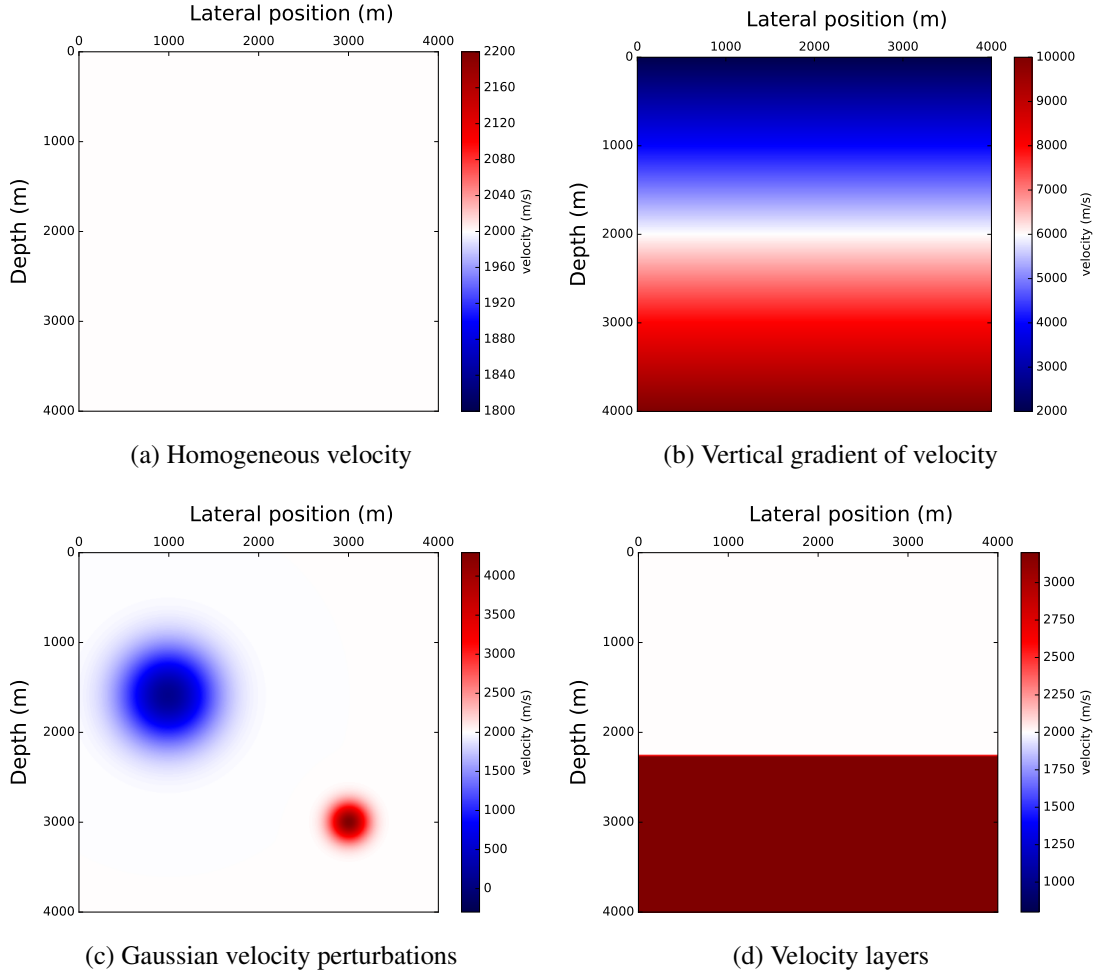 Lateral position (m)
0 1000 2000 3000 4000
Depth (m)
0
1000
2000
3000
4000
2200
2160
2120
2080
2040
2000
1960
1920
1880
1840
1800
velocity (m/s)
(a) Homogeneous velocity
Lateral position (m)
0 1000 2000 3000 4000
Depth (m)
0
1000
2000
3000
4000
10000
9000
8000
7000
6000
5000
4000
3000
2000
velocity (m/s)
(b) Vertical gradient of velocity
Lateral position (m)
0 1000 2000 3000 4000
Depth (m)
0
1000
2000
3000
4000
4000
3500
3000
2500
2000
1500
1000
500
0
velocity (m/s)
(c) Gaussian velocity perturbations
Lateral position (m)
0 1000 2000 3000 4000
Depth (m)
0
1000
2000
3000
4000
3000
2750
2500
2250
2000
1750
1500
1250
1000
velocity (m/s)
(d) Velocity layers